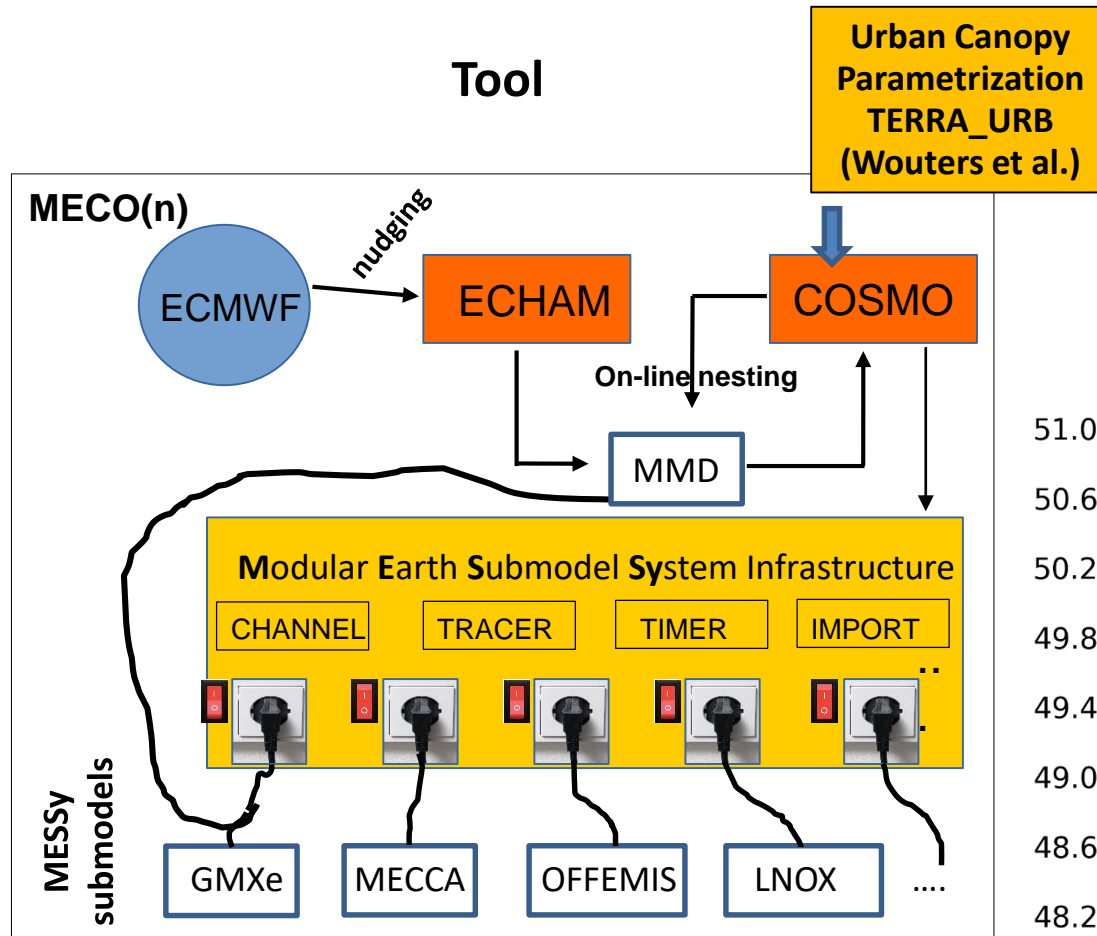 Tool
Urban Canopy
Parametrization
TERRA_URB
(Wouters et al.)
MECO(n)
nudging
ECMWF
ECHAM
COSMO
On-line nesting
MMD
Modular Earth Submodel System Infrastructure
CHANNEL
TRACER
TIMER
IMPORT
..
.
MESSy
submodels
GMXe
MECCA
OFFEMIS
LNOX
....
51.0
50.6
50.2
49.8
49.4
49.0
48.6
48.2